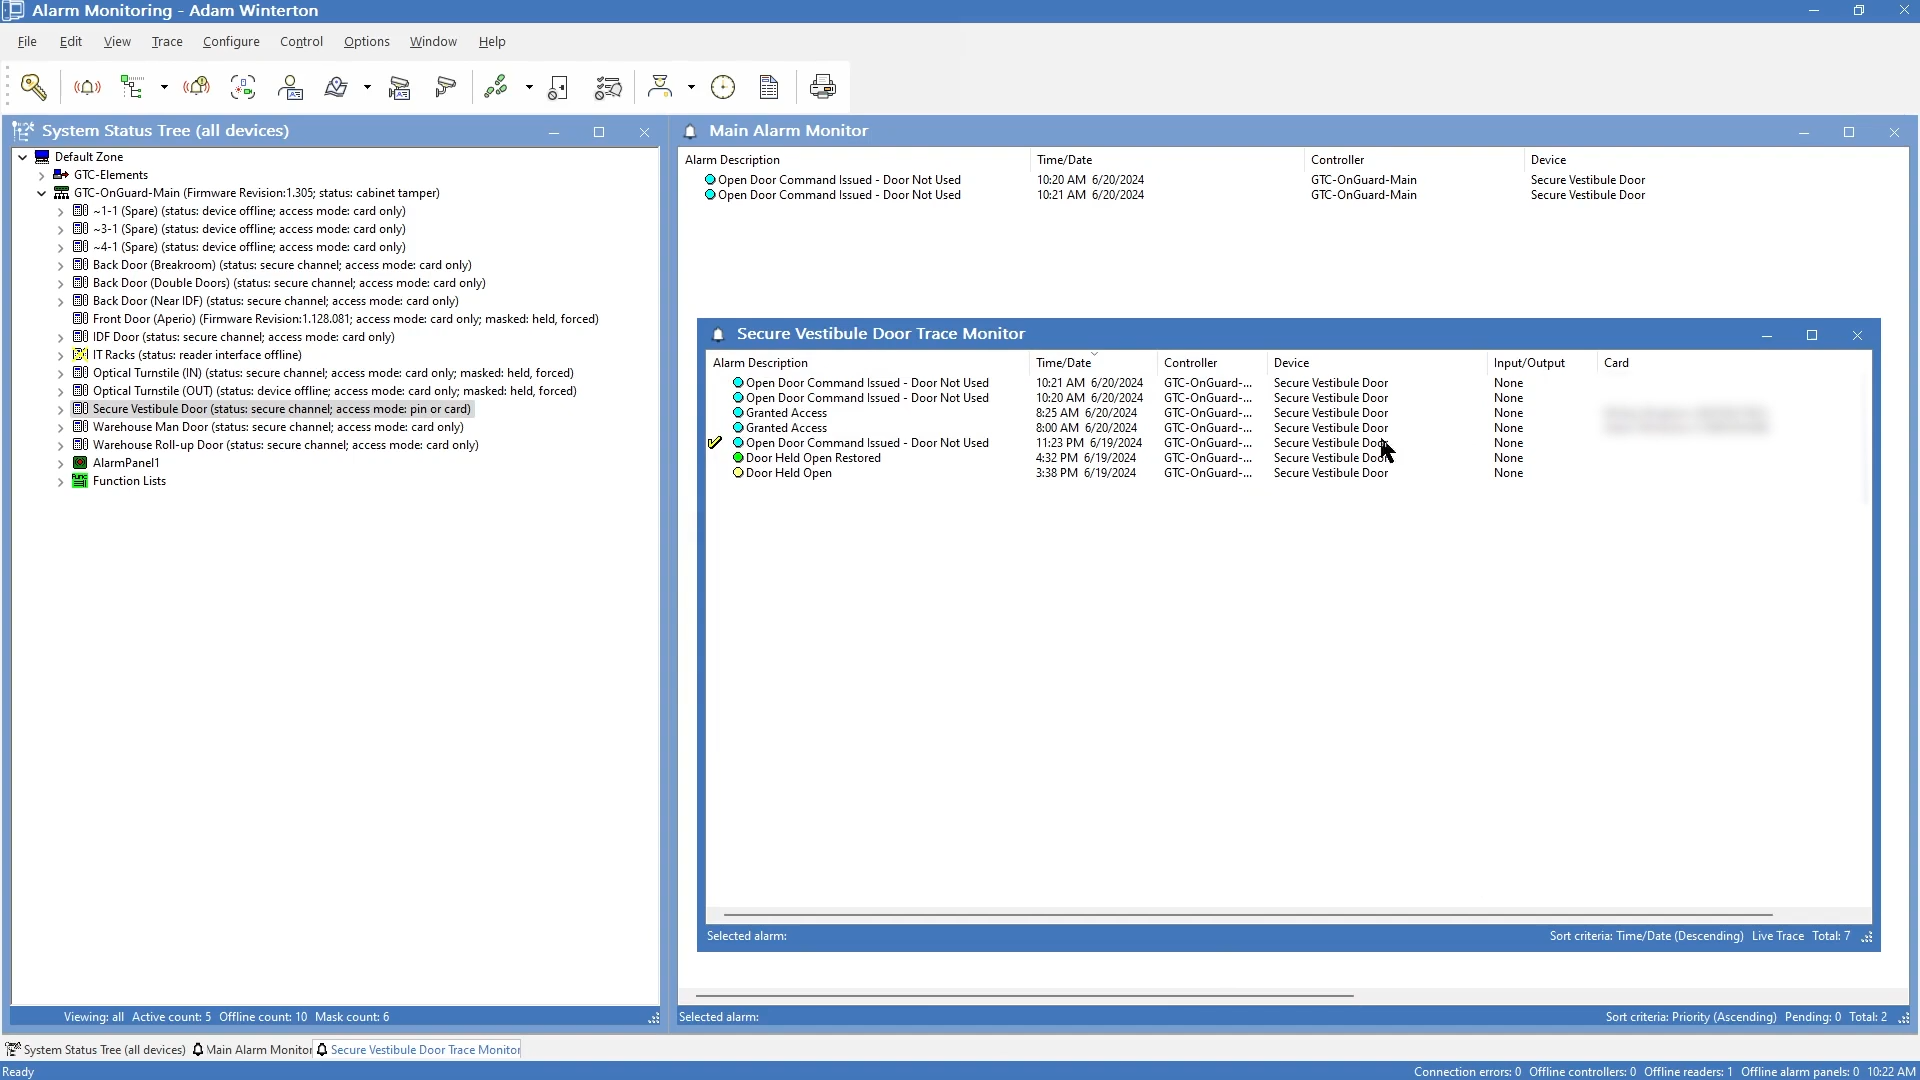 Alarm Monitoring - Adam Winterton
File Edit View Trace Configure Control Options Window Help
System Status Tree (all devices)
Default Zone
GTC-Elements
GTC-OnGuard-Main (Firmware Revision:1.305; status: cabinet tamper)
~1-1 (Spare) (status: device offline; access mode: card only)
~3-1 (Spare) (status: device offline; access mode: card only)
~4-1 (Spare) (status: device offline; access mode: card only)
Back Door (Breakroom) (status: secure channel; access mode: card only)
Back Door (Double Doors) (status: secure channel; access mode: card only)
Back Door (Near IDF) (status: secure channel; access mode: card only)
Front Door (Aperio) (Firmware Revision:1.128.081; access mode: card only; masked: held, forced)
IDF Door (status: secure channel; access mode: card only)
IT Racks (status: reader interface offline)
Optical Turnstile (IN) (status: secure channel; access mode: card only; masked: held, forced)
Optical Turnstile (OUT) (status: device offline; access mode: card only; masked: held, forced)
Secure Vestibule Door (status: secure channel; access mode: pin or card)
Warehouse Man Door (status: secure channel; access mode: card only)
Warehouse Roll-up Door (status: secure channel; access mode: card only)
AlarmPanel1
Function Lists
Viewing: all Active count: 5 Offline count: 10 Mask count: 6
Main Alarm Monitor
Alarm Description Time/Date Controller Device
Open Door Command Issued - Door Not Used 10:20 AM 6/20/2024 GTC-OnGuard-Main Secure Vestibule Door
Open Door Command Issued - Door Not Used 10:21 AM 6/20/2024 GTC-OnGuard-Main Secure Vestibule Door
Secure Vestibule Door Trace Monitor
Alarm Description Time/Date Controller Device Input/Output Card
Open Door Command Issued - Door Not Used 10:21 AM 6/20/2024 GTC-OnGuard-... Secure Vestibule Door None
Open Door Command Issued - Door Not Used 10:20 AM 6/20/2024 GTC-OnGuard-... Secure Vestibule Door None
Granted Access 8:25 AM 6/20/2024 GTC-OnGuard-... Secure Vestibule Door None
Granted Access 8:00 AM 6/20/2024 GTC-OnGuard-... Secure Vestibule Door None
Open Door Command Issued - Door Not Used 11:23 PM 6/19/2024 GTC-OnGuard-... Secure Vestibule Door None
Door Held Open Restored 4:32 PM 6/19/2024 GTC-OnGuard-... Secure Vestibule Door None
Door Held Open 3:38 PM 6/19/2024 GTC-OnGuard-... Secure Vestibule Door None
Selected alarm: Sort criteria: Time/Date (Descending) Live Trace Total: 7
Selected alarm: Sort criteria: Priority (Ascending) Pending: 0 Total: 2
System Status Tree (all devices) Main Alarm Monitor Secure Vestibule Door Trace Monitor
Ready Connection errors: 0 Offline controllers: 0 Offline readers: 1 Offline alarm panels: 0 10:22 AM